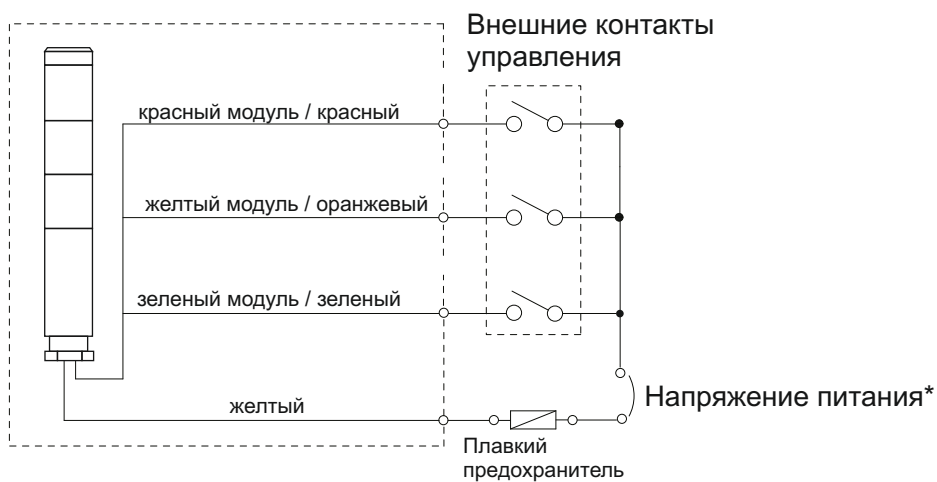 Внешние контакты
управления
красный модуль / красный
желтый модуль / оранжевый
зеленый модуль / зеленый
Напряжение питания*
желтый
Плавкий
предохранитель